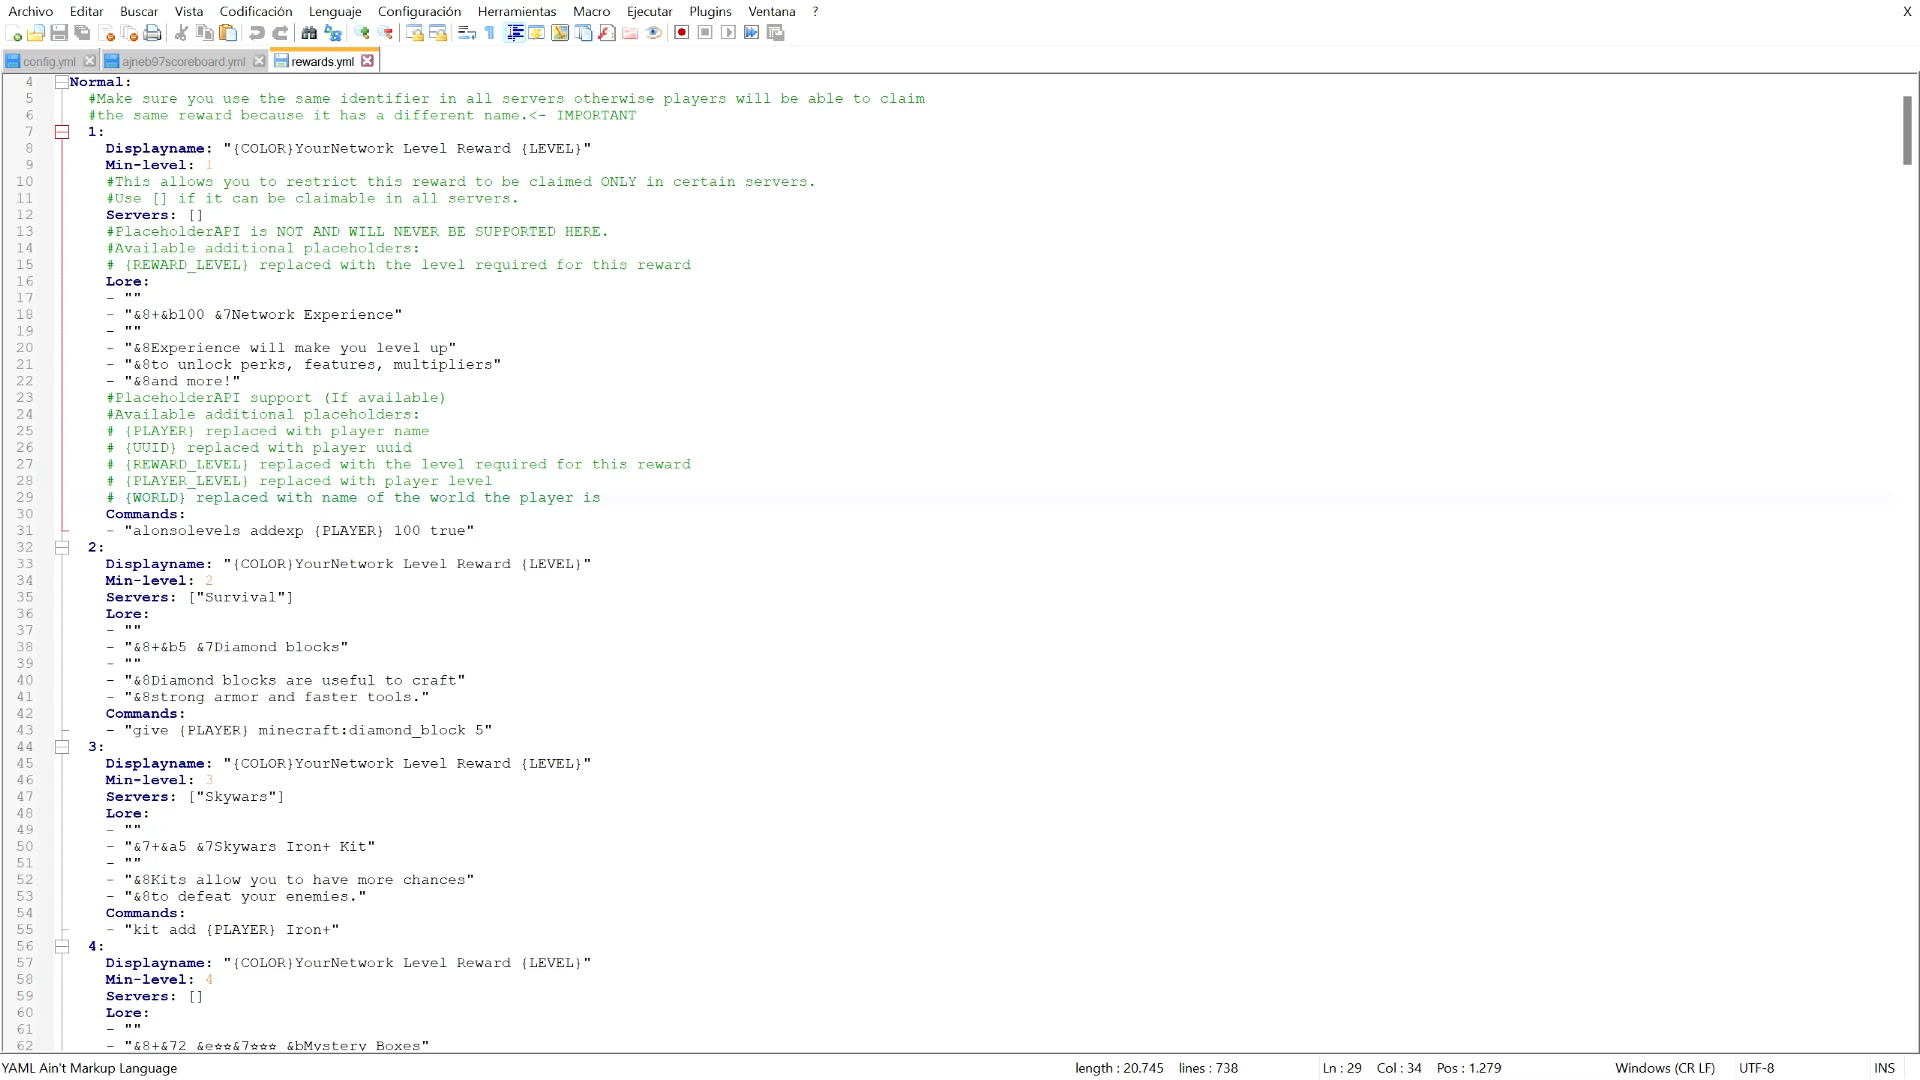 Archivo Editar Buscar Vista Codificación Lenguaje Configuración Herramientas Macro Ejecutar Plugins Ventana ? X
config.yml ajneb97scoreboard.yml rewards.yml
4 Normal:
5 #Make sure you use the same identifier in all servers otherwise players will be able to claim
6 #the same reward because it has a different name.<- IMPORTANT
7 1:
8 Displayname: "{COLOR}YourNetwork Level Reward {LEVEL}"
9 Min-level: 1
10 #This allows you to restrict this reward to be claimed ONLY in certain servers.
11 #Use [] if it can be claimable in all servers.
12 Servers: []
13 #PlaceholderAPI is NOT AND WILL NEVER BE SUPPORTED HERE.
14 #Available additional placeholders:
15 # {REWARD_LEVEL} replaced with the level required for this reward
16 Lore:
17 - ""
18 - "&8+&b100 &7Network Experience"
19 - ""
20 - "&8Experience will make you level up"
21 - "&8to unlock perks, features, multipliers"
22 - "&8and more!"
23 #PlaceholderAPI support (If available)
24 #Available additional placeholders:
25 # {PLAYER} replaced with player name
26 # {UUID} replaced with player uuid
27 # {REWARD_LEVEL} replaced with the level required for this reward
28 # {PLAYER_LEVEL} replaced with player level
29 # {WORLD} replaced with name of the world the player is
30 Commands:
31 - "alonsolevels addexp {PLAYER} 100 true"
32 2:
33 Displayname: "{COLOR}YourNetwork Level Reward {LEVEL}"
34 Min-level: 2
35 Servers: ["Survival"]
36 Lore:
37 - ""
38 - "&8+&b5 &7Diamond blocks"
39 - ""
40 - "&8Diamond blocks are useful to craft"
41 - "&8strong armor and faster tools."
42 Commands:
43 - "give {PLAYER} minecraft:diamond_block 5"
44 3:
45 Displayname: "{COLOR}YourNetwork Level Reward {LEVEL}"
46 Min-level: 3
47 Servers: ["Skywars"]
48 Lore:
49 - ""
50 - "&7+&a5 &7Skywars Iron+ Kit"
51 - ""
52 - "&8Kits allow you to have more chances"
53 - "&8to defeat your enemies."
54 Commands:
55 - "kit add {PLAYER} Iron+"
56 4:
57 Displayname: "{COLOR}YourNetwork Level Reward {LEVEL}"
58 Min-level: 4
59 Servers: []
60 Lore:
61 - ""
62 - "&8+&72 &e☆☆&7☆☆☆ &bMystery Boxes"
YAML Ain't Markup Language length : 20.745 lines : 738 Ln : 29 Col : 34 Pos : 1.279 Windows (CR LF) UTF-8 INS